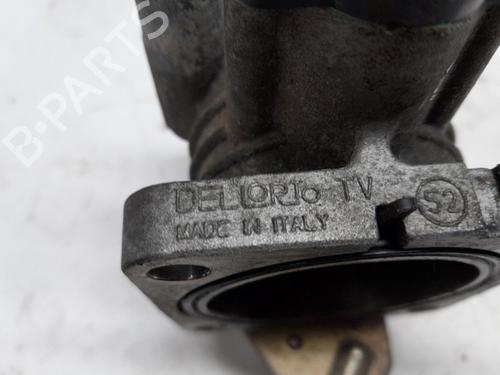 B-PARTS
DELLORTO TV
MADE IN ITALY
52